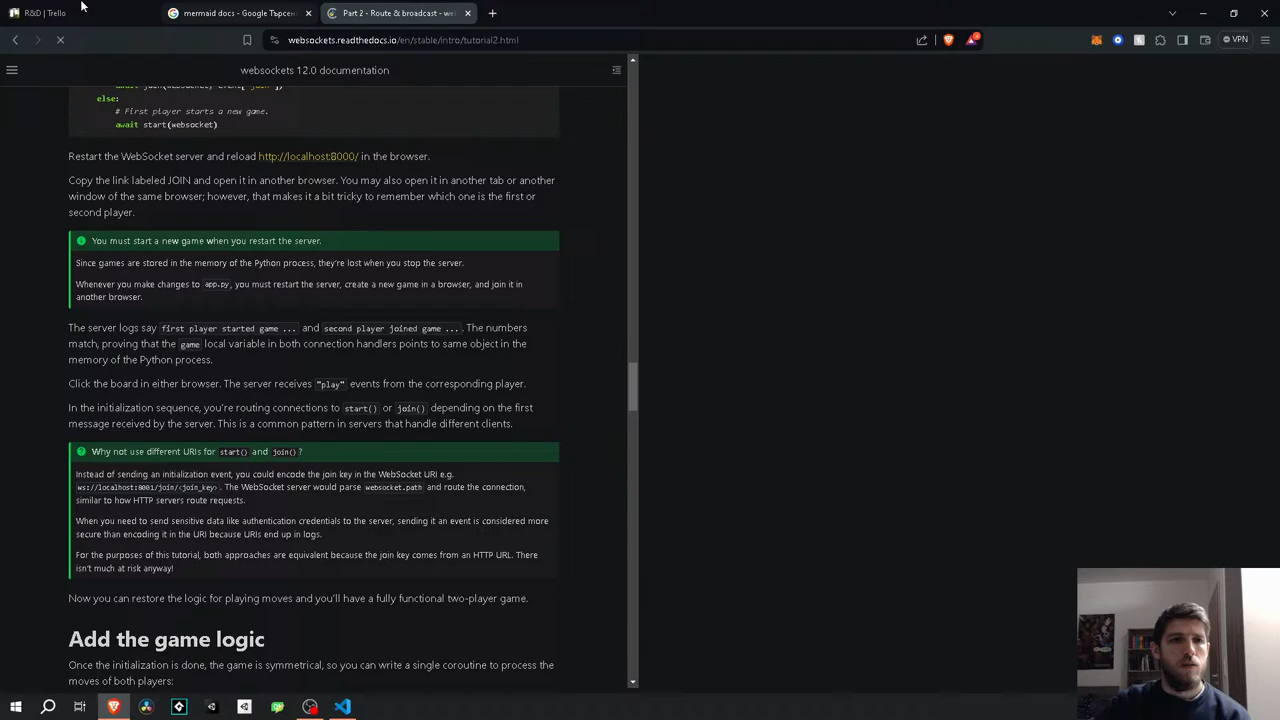 R&D | Trello
mermaid docs - Google Търсен
Part 2 - Route & broadcast - we
websockets.readthedocs.io/en/stable/intro/tutorial2.html
VPN
websockets 12.0 documentation
await join(websocket, event["join"])
else:
# First player starts a new game.
await start(websocket)
Restart the WebSocket server and reload http://localhost:8000/ in the browser.
Copy the link labeled JOIN and open it in another browser. You may also open it in another tab or another
window of the same browser; however, that makes it a bit tricky to remember which one is the first or
second player.
You must start a new game when you restart the server.
Since games are stored in the memory of the Python process, they're lost when you stop the server.
Whenever you make changes to app.py, you must restart the server, create a new game in a browser, and join it in
another browser.
The server logs say first player started game ... and second player joined game .... The numbers
match, proving that the game local variable in both connection handlers points to same object in the
memory of the Python process.
Click the board in either browser. The server receives "play" events from the corresponding player.
In the initialization sequence, you're routing connections to start() or join() depending on the first
message received by the server. This is a common pattern in servers that handle different clients.
Why not use different URIs for start() and join()?
Instead of sending an initialization event, you could encode the join key in the WebSocket URI e.g.
ws://localhost:8001/join/<join_key>. The WebSocket server would parse websocket.path and route the connection,
similar to how HTTP servers route requests.
When you need to send sensitive data like authentication credentials to the server, sending it an event is considered more
secure than encoding it in the URI because URIs end up in logs.
For the purposes of this tutorial, both approaches are equivalent because the join key comes from an HTTP URL. There
isn't much at risk anyway!
Now you can restore the logic for playing moves and you'll have a fully functional two-player game.
Add the game logic
Once the initialization is done, the game is symmetrical, so you can write a single coroutine to process the
moves of both players: